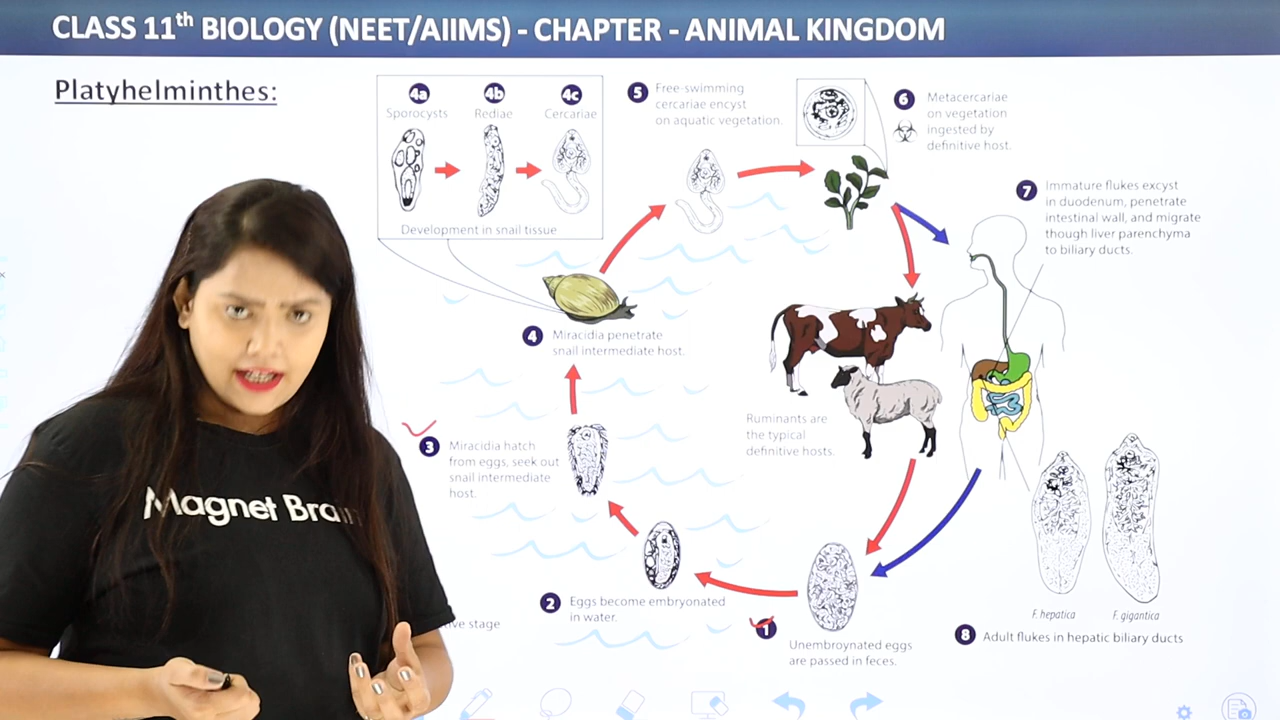 CLASS 11th BIOLOGY (NEET/AIIMS) - CHAPTER - ANIMAL KINGDOM
Platyhelminthes:
4a
4b
4c
Sporocysts
Rediae
Cercariae
Development in snail tissue
5
Free-swimming
cercariae encyst
on aquatic vegetation.
6
Metacercariae
on vegetation
ingested by
definitive host.
7
Immature flukes excyst
in duodenum, penetrate
intestinal wall, and migrate
though liver parenchyma
to biliary ducts.
4
Miracidia penetrate
snail intermediate host.
3
Miracidia hatch
from eggs, seek out
snail intermediate
host.
Ruminants are
the typical
definitive hosts.
Magnet Brain
2
Eggs become embryonated
in water.
ive stage
1
Unembroynated eggs
are passed in feces.
F. hepatica
F. gigantica
8
Adult flukes in hepatic biliary ducts